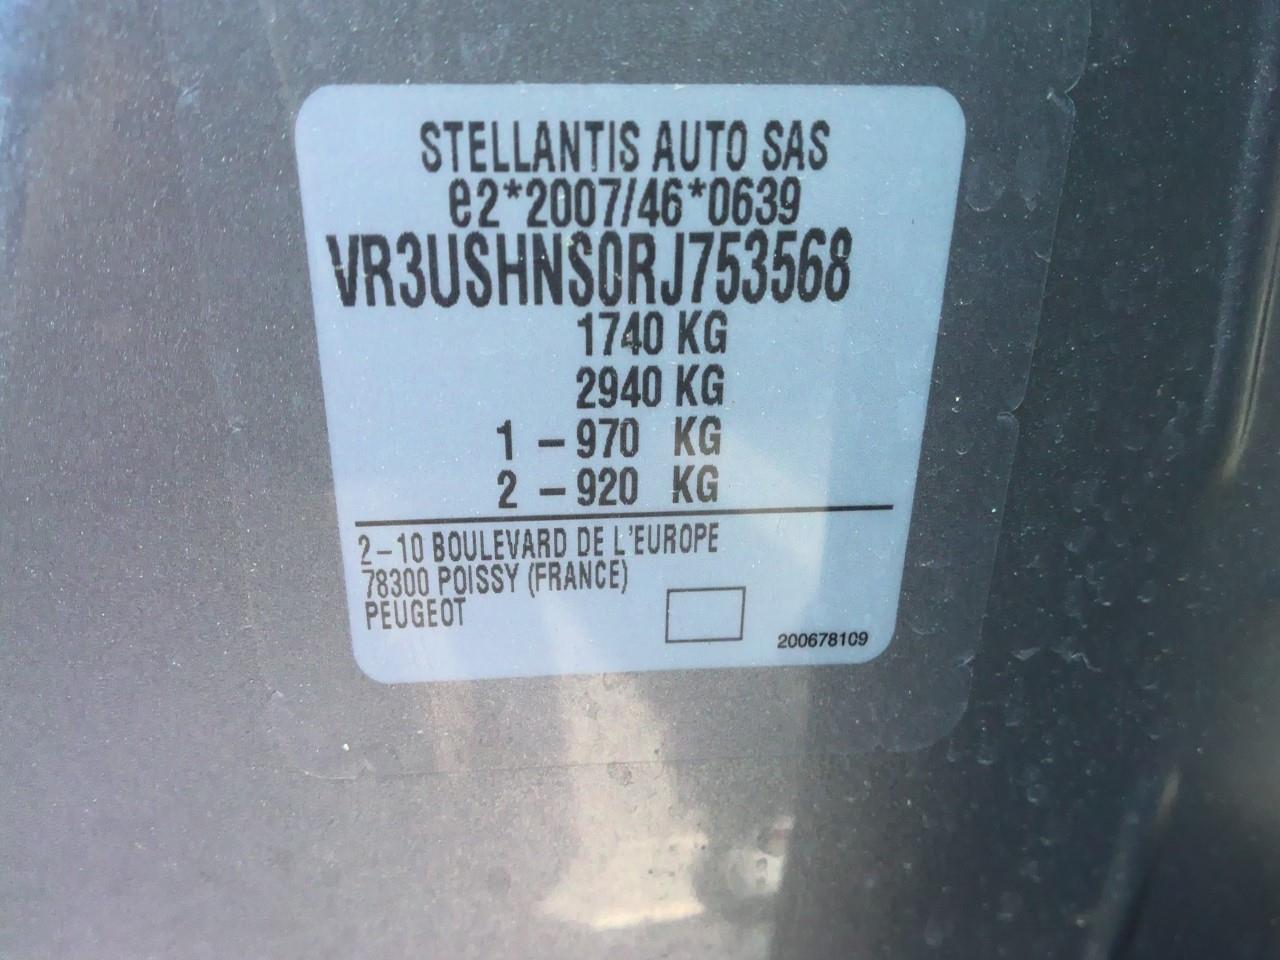 STELLANTIS AUTO SAS
e2*2007/46*0639
VR3USHNS0RJ753568
1740 KG
2940 KG
1 – 970 KG
2 – 920 KG
2–10 BOULEVARD DE L'EUROPE
78300 POISSY (FRANCE)
PEUGEOT
200678109